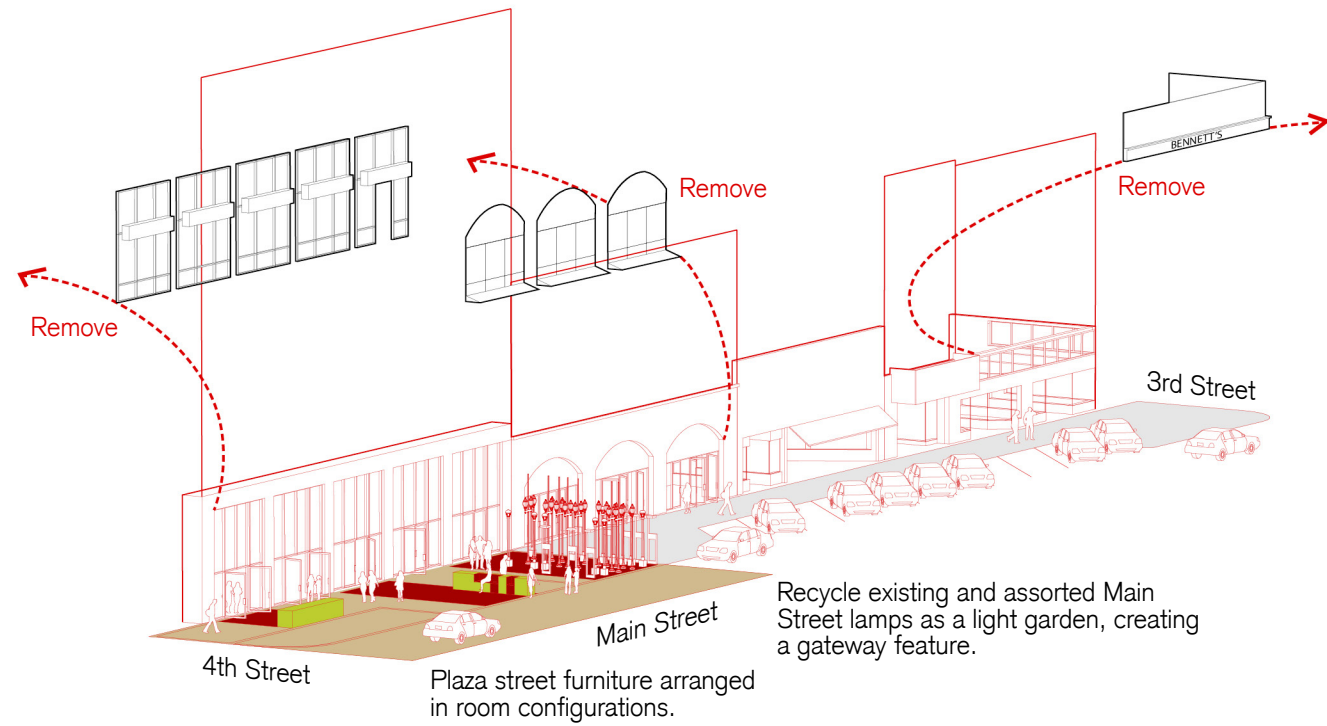 BENNETT'S
Remove
Remove
Remove
3rd Street
Main Street
4th Street
Recycle existing and assorted Main
Street lamps as a light garden, creating
a gateway feature.
Plaza street furniture arranged
in room configurations.